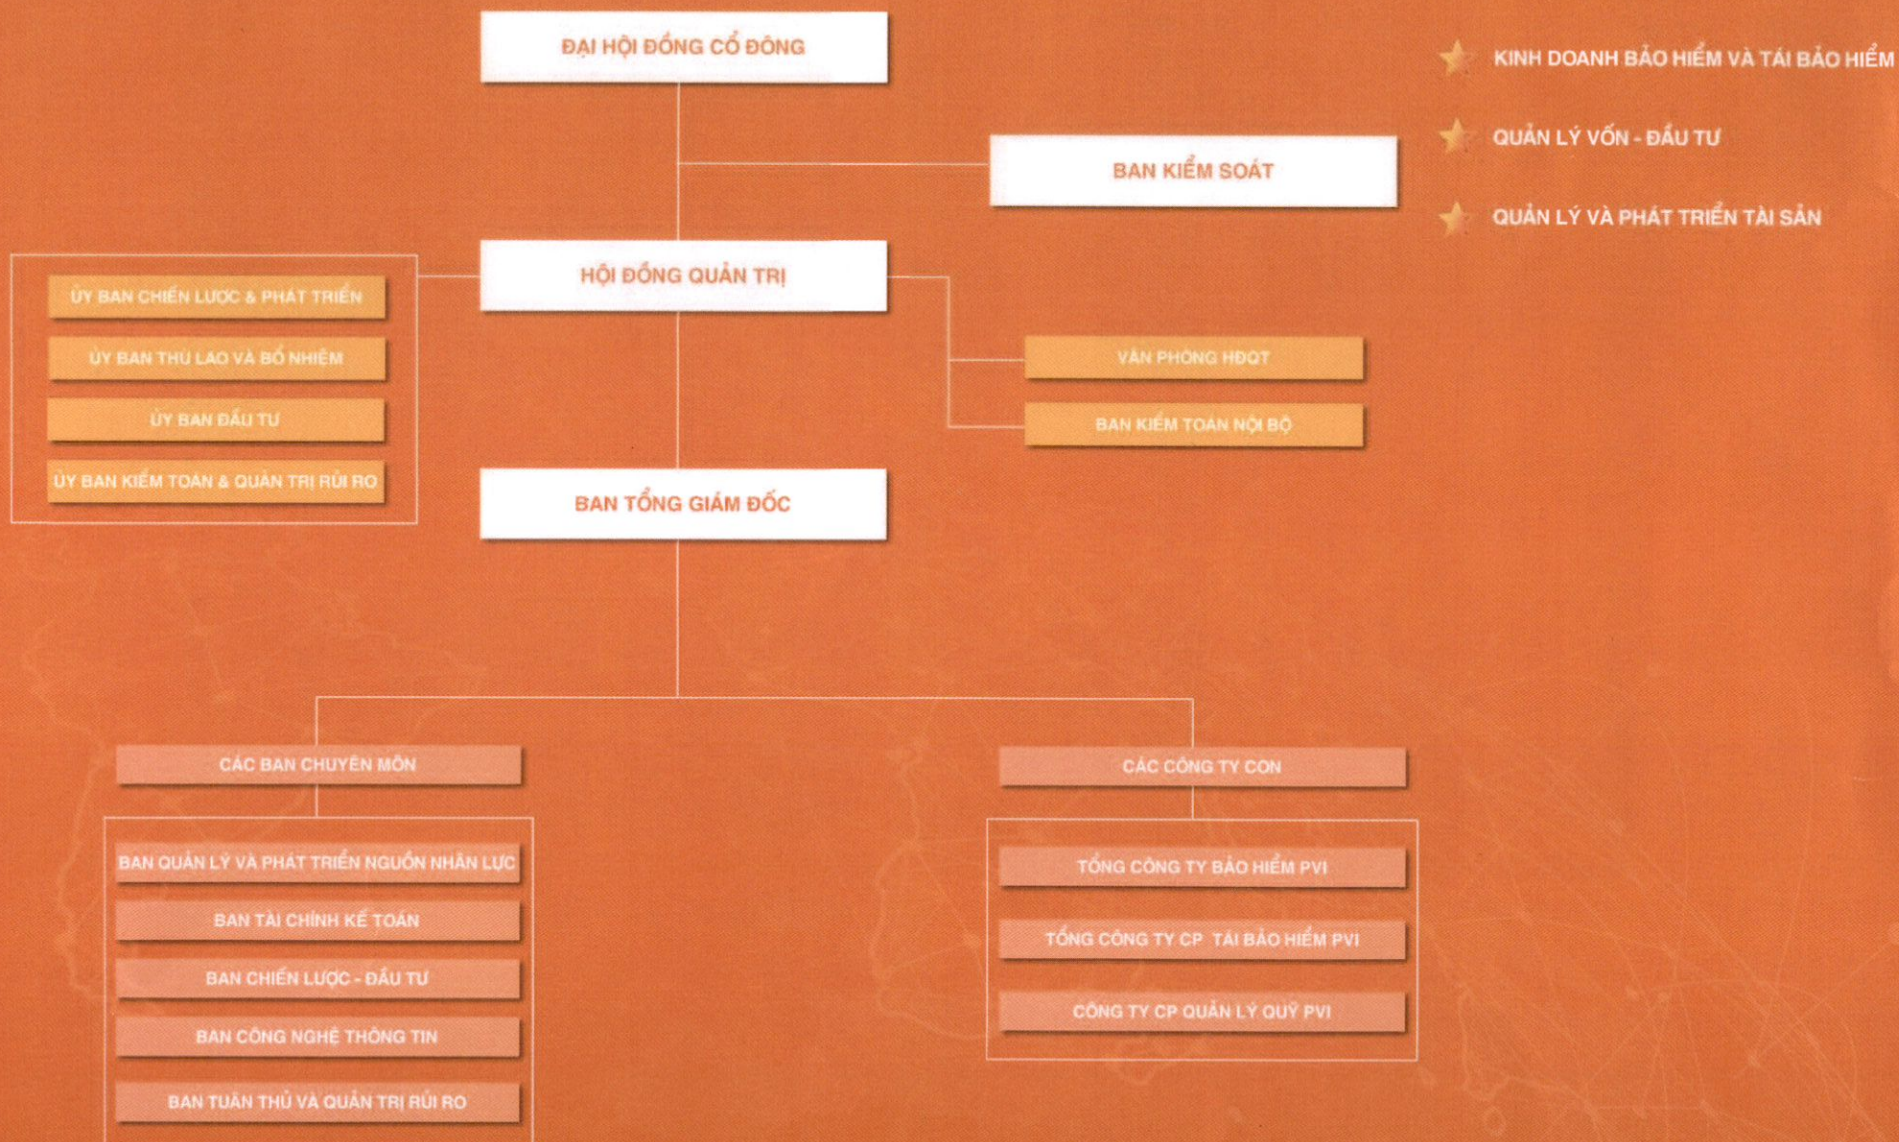 ĐẠI HỘI ĐỒNG CỔ ĐÔNG
KINH DOANH BẢO HIỂM VÀ TÁI BẢO HIỂM
QUẢN LÝ VỐN - ĐẦU TƯ
QUẢN LÝ VÀ PHÁT TRIỂN TÀI SẢN
BAN KIỂM SOÁT
HỘI ĐỒNG QUẢN TRỊ
ỦY BAN CHIẾN LƯỢC & PHÁT TRIỂN
ỦY BAN THÙ LAO VÀ BỔ NHIỆM
ỦY BAN ĐẦU TƯ
ỦY BAN KIỂM TOÁN & QUẢN TRỊ RỦI RO
VĂN PHÒNG HĐQT
BAN KIỂM TOÁN NỘI BỘ
BAN TỔNG GIÁM ĐỐC
CÁC BAN CHUYÊN MÔN
BAN QUẢN LÝ VÀ PHÁT TRIỂN NGUỒN NHÂN LỰC
BAN TÀI CHÍNH KẾ TOÁN
BAN CHIẾN LƯỢC - ĐẦU TƯ
BAN CÔNG NGHỆ THÔNG TIN
BAN TUÂN THỦ VÀ QUẢN TRỊ RỦI RO
CÁC CÔNG TY CON
TỔNG CÔNG TY BẢO HIỂM PVI
TỔNG CÔNG TY CP TÁI BẢO HIỂM PVI
CÔNG TY CP QUẢN LÝ QUỸ PVI